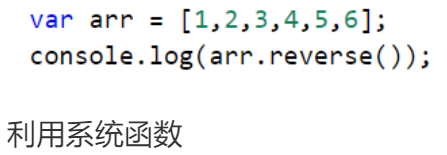 var arr = [1,2,3,4,5,6];
console.log(arr.reverse());
利用系统函数